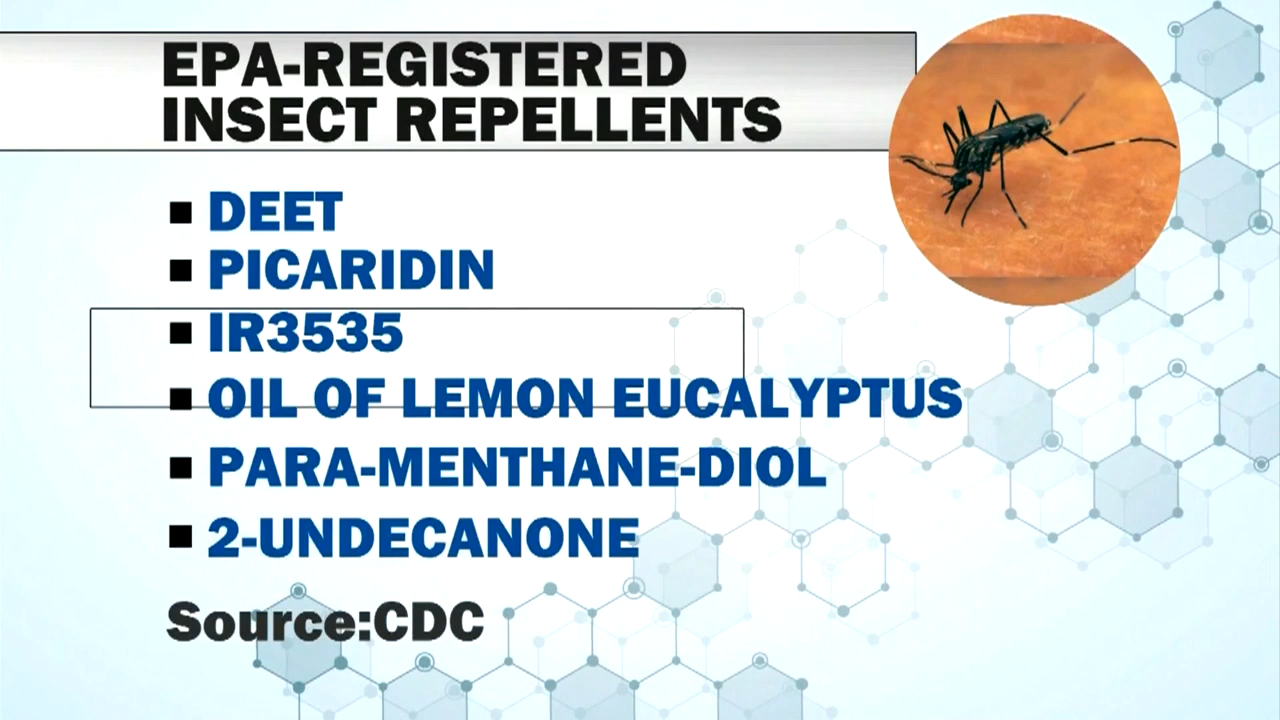 EPA-REGISTERED
INSECT REPELLENTS
DEET
PICARIDIN
IR3535
OIL OF LEMON EUCALYPTUS
PARA-MENTHANE-DIOL
2-UNDECANONE
Source:CDC